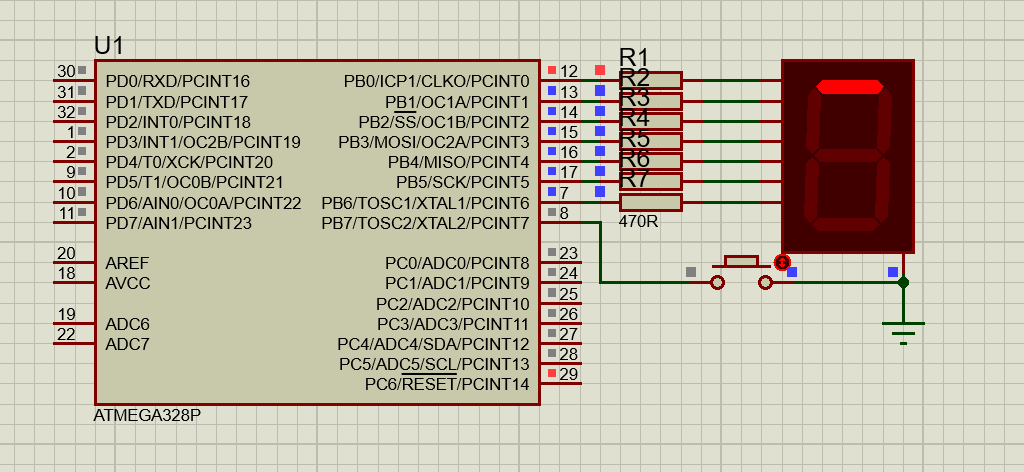 U1
30 PD0/RXD/PCINT16
31 PD1/TXD/PCINT17
32 PD2/INT0/PCINT18
1 PD3/INT1/OC2B/PCINT19
2 PD4/T0/XCK/PCINT20
9 PD5/T1/OC0B/PCINT21
10 PD6/AIN0/OC0A/PCINT22
11 PD7/AIN1/PCINT23
20 AREF
18 AVCC
19 ADC6
22 ADC7
PB0/ICP1/CLKO/PCINT0 12
PB1/OC1A/PCINT1 13
PB2/SS/OC1B/PCINT2 14
PB3/MOSI/OC2A/PCINT3 15
PB4/MISO/PCINT4 16
PB5/SCK/PCINT5 17
PB6/TOSC1/XTAL1/PCINT6 7
PB7/TOSC2/XTAL2/PCINT7 8
PC0/ADC0/PCINT8 23
PC1/ADC1/PCINT9 24
PC2/ADC2/PCINT10 25
PC3/ADC3/PCINT11 26
PC4/ADC4/SDA/PCINT12 27
PC5/ADC5/SCL/PCINT13 28
PC6/RESET/PCINT14 29
ATMEGA328P
R1
R2
R3
R4
R5
R6
R7
470R